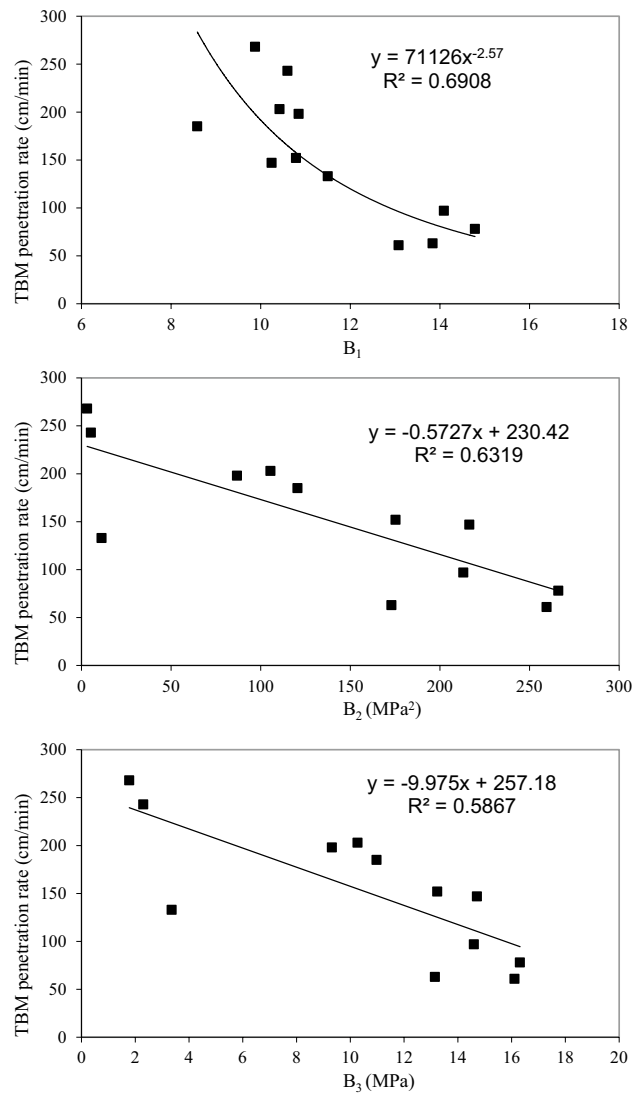 300
250
200
150
100
50
0
TBM penetration rate (cm/min)
y = 71126x^-2.57
R² = 0.6908
6 8 10 12 14 16 18
B₁
300
250
200
150
100
50
0
TBM penetration rate (cm/min)
y = -0.5727x + 230.42
R² = 0.6319
0 50 100 150 200 250 300
B₂ (MPa²)
300
250
200
150
100
50
0
TBM penetration rate (cm/min)
y = -9.975x + 257.18
R² = 0.5867
0 2 4 6 8 10 12 14 16 18 20
B₃ (MPa)